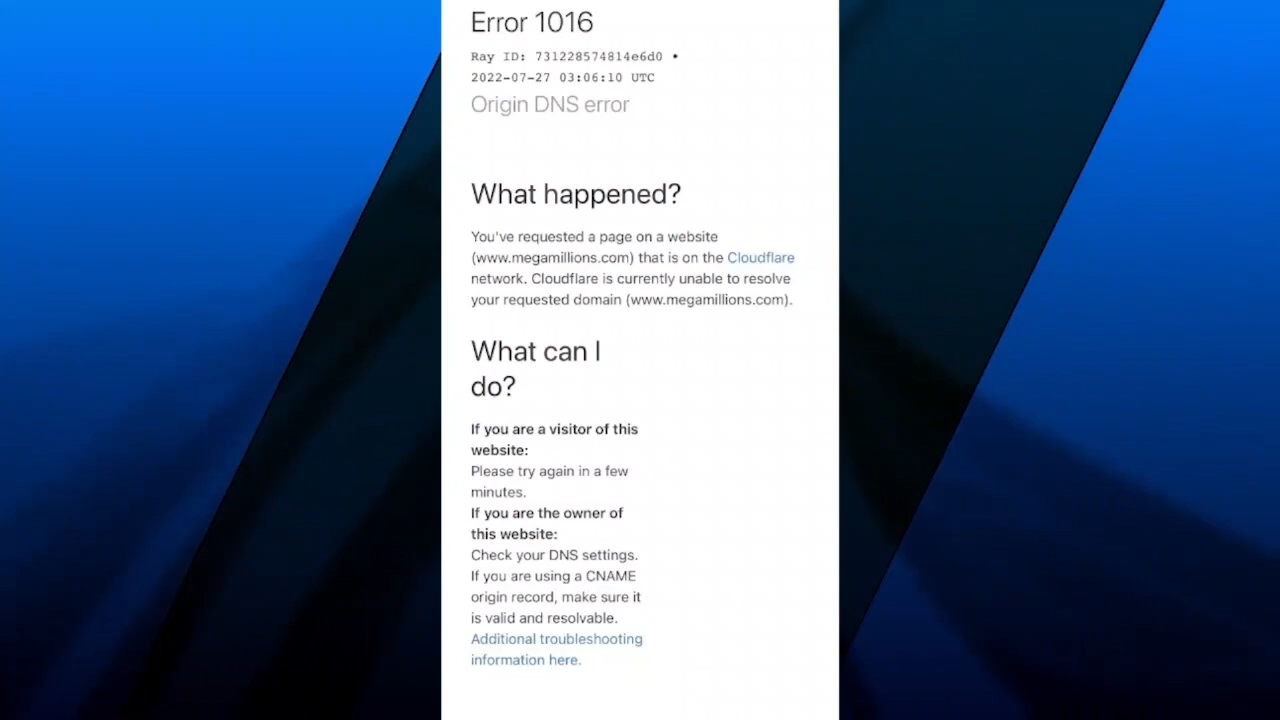 Error 1016
Ray ID: 731228574814e6d0 •
2022-07-27 03:06:10 UTC
Origin DNS error
What happened?
You've requested a page on a website
(www.megamillions.com) that is on the Cloudflare
network. Cloudflare is currently unable to resolve
your requested domain (www.megamillions.com).
What can I
do?
If you are a visitor of this
website:
Please try again in a few
minutes.
If you are the owner of
this website:
Check your DNS settings.
If you are using a CNAME
origin record, make sure it
is valid and resolvable.
Additional troubleshooting
information here.